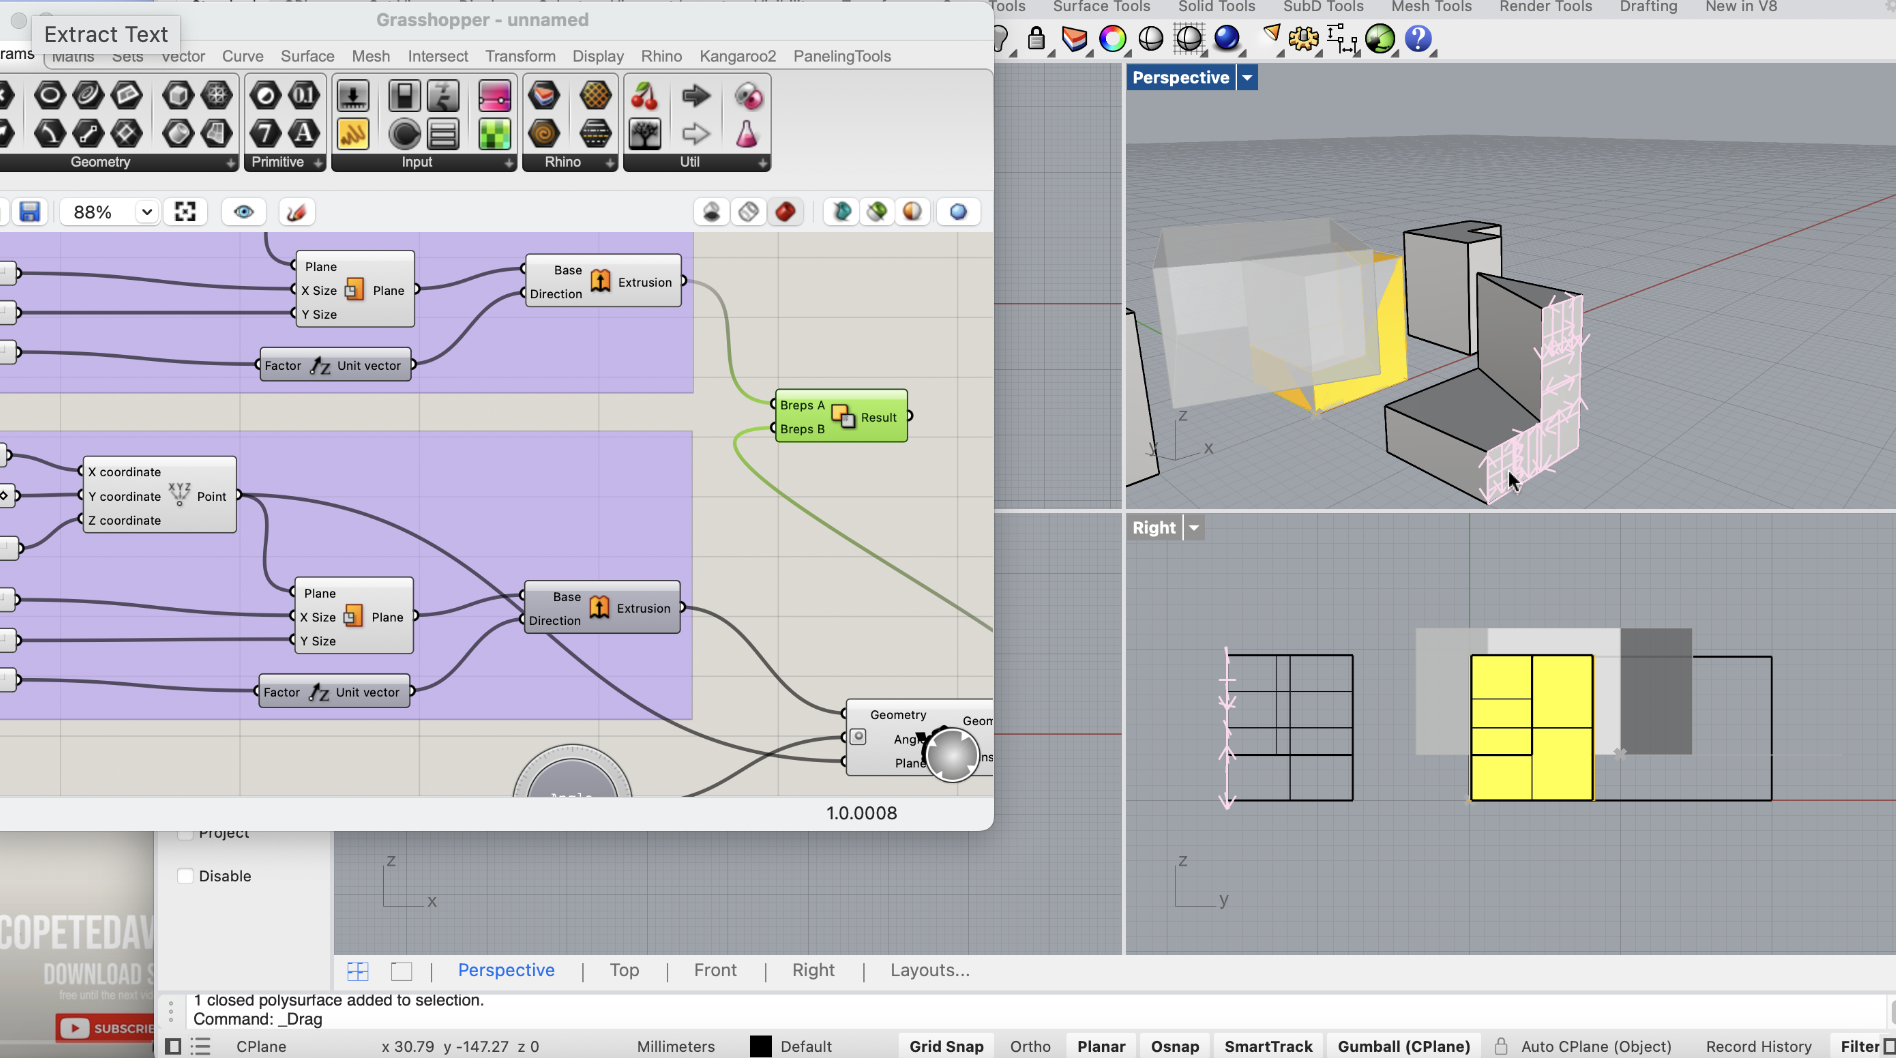 Extract Text
Grasshopper - unnamed
Maths Sets Vector Curve Surface Mesh Intersect Transform Display Rhino Kangaroo2 PanelingTools
Surface Tools Solid Tools SubD Tools Mesh Tools Render Tools Drafting New in V8
Geometry Primitive Input Rhino Util
88%
Plane
X Size
Y Size
Plane
Base
Direction
Extrusion
Factor Unit vector
Breps A
Breps B
Result
X coordinate
Y coordinate
Z coordinate
XYZ
Point
Plane
X Size
Y Size
Plane
Base
Direction
Extrusion
Factor Unit vector
Geometry
Plane
1.0.0008
Perspective
z
y
x
Right
z
y
z
x
Project
Disable
COPETEDAV
DOWNLOAD S
free until the next vid
SUBSCRIBE
Perspective | Top | Front | Right | Layouts...
1 closed polysurface added to selection.
Command: _Drag
CPlane x 30.79 y -147.27 z 0 Millimeters Default Grid Snap Ortho Planar Osnap SmartTrack Gumball (CPlane) Auto CPlane (Object) Record History Filter